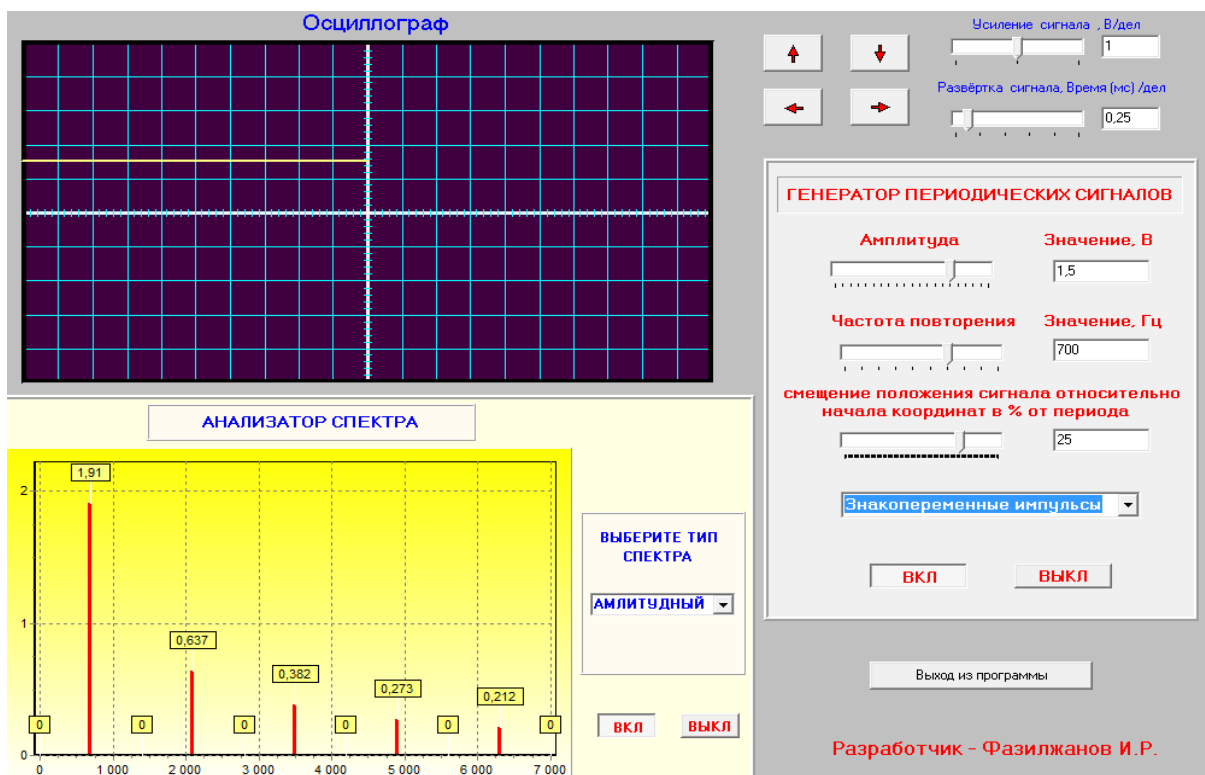 Осциллограф
Усиление сигнала , В/дел
1
Развёртка сигнала, Время (мс) /дел
0,25
ГЕНЕРАТОР ПЕРИОДИЧЕСКИХ СИГНАЛОВ
Амплитуда
Значение, В
1,5
Частота повторения
Значение, Гц
700
смещение положения сигнала относительно
начала координат в % от периода
25
Знакопеременные импульсы
ВКЛ
ВЫКЛ
Выход из программы
Разработчик - Фазилжанов И.Р.
АНАЛИЗАТОР СПЕКТРА
2
1
0
1,91
0,637
0,382
0,273
0,212
0
0
0
0
0
0
0 1 000 2 000 3 000 4 000 5 000 6 000 7 000
ВЫБЕРИТЕ ТИП
СПЕКТРА
АМЛИТУДНЫЙ
ВКЛ
ВЫКЛ